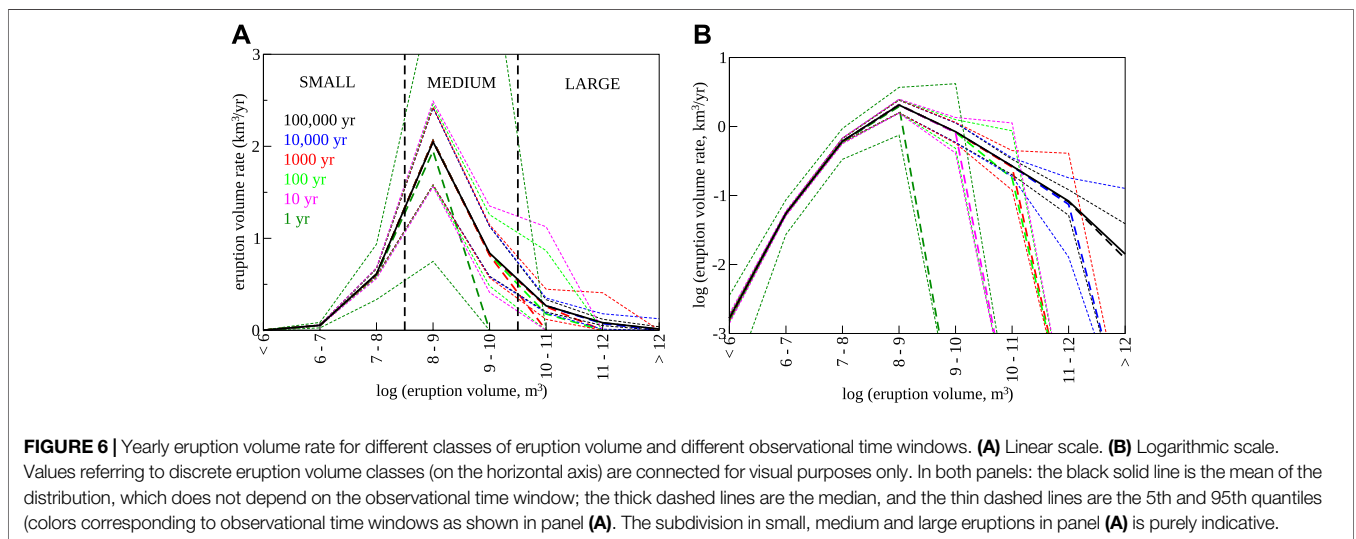 A
B
3
2
1
0
eruption volume rate (km³/yr)
SMALL
MEDIUM
LARGE
100,000 yr
10,000 yr
1000 yr
100 yr
10 yr
1 yr
< 6
6 - 7
7 - 8
8 - 9
9 - 10
10 - 11
11 - 12
> 12
log (eruption volume, m³)
1
0
-1
-2
-3
log (eruption volume rate, km³/yr)
< 6
6 - 7
7 - 8
8 - 9
9 - 10
10 - 11
11 - 12
> 12
log (eruption volume, m³)
FIGURE 6 | Yearly eruption volume rate for different classes of eruption volume and different observational time windows. (A) Linear scale. (B) Logarithmic scale.
Values referring to discrete eruption volume classes (on the horizontal axis) are connected for visual purposes only. In both panels: the black solid line is the mean of the
distribution, which does not depend on the observational time window; the thick dashed lines are the median, and the thin dashed lines are the 5th and 95th quantiles
(colors corresponding to observational time windows as shown in panel (A). The subdivision in small, medium and large eruptions in panel (A) is purely indicative.